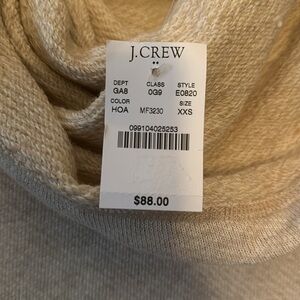 J.CREW
DEPT CLASS STYLE
GA8 0G9 E0820
COLOR SIZE
HOA MF3230 XXS
099104025253
$88.00